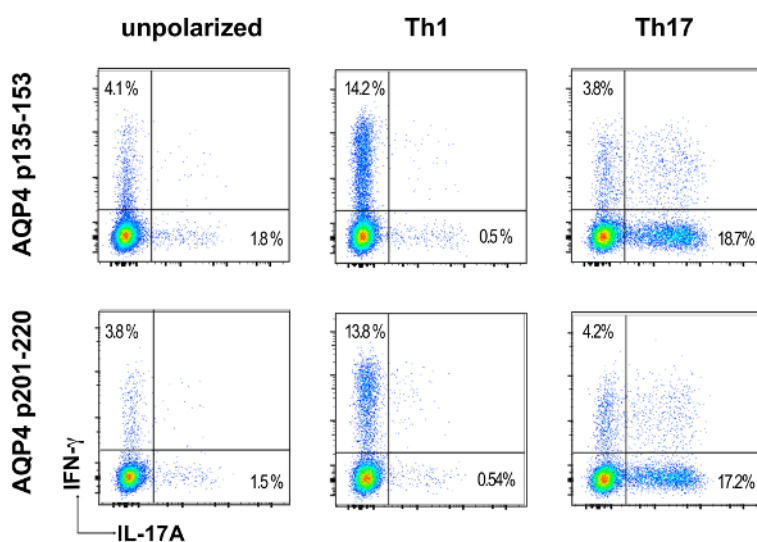 unpolarized Th1 Th17
AQP4 p135-153
4.1 % 14.2 % 3.8 %
1.8 % 0.5 % 18.7%
AQP4 p201-220
3.8 % 13.8 % 4.2 %
1.5 % 0.54% 17.2%
IFN-γ
IL-17A